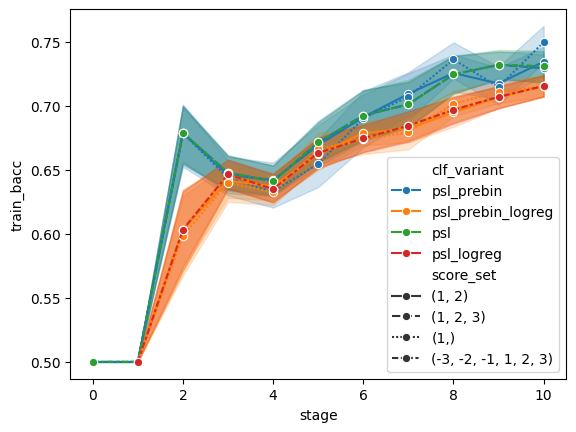 0.75
0.70
0.65
0.60
0.55
0.50
train_bacc
0 2 4 6 8 10
stage
clf_variant
psl_prebin
psl_prebin_logreg
psl
psl_logreg
score_set
(1, 2)
(1, 2, 3)
(1,)
(-3, -2, -1, 1, 2, 3)